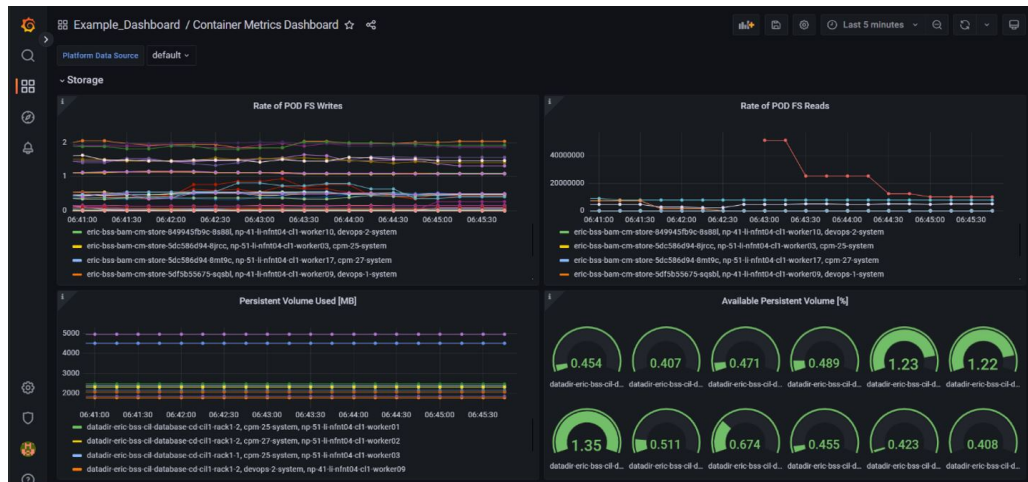 Example_Dashboard / Container Metrics Dashboard
Last 5 minutes
Platform Data Source default
Storage
Rate of POD FS Writes
2
1
0
06:41:00 06:41:30 06:42:00 06:42:30 06:43:00 06:43:30 06:44:00 06:44:30 06:45:00 06:45:30
eric-bss-bam-cm-store-849945fb9c-8s88l, np-41-li-nfnt04-cl1-worker10, devops-2-system
eric-bss-bam-cm-store-5dc586d94-8jrcc, np-51-li-nfnt04-cl1-worker03, cpm-25-system
eric-bss-bam-cm-store-5dc586d94-8mt9c, np-51-li-nfnt04-cl1-worker17, cpm-27-system
eric-bss-bam-cm-store-5df5b55675-sqsbl, np-41-li-nfnt04-cl1-worker09, devops-1-system
Rate of POD FS Reads
40000000
20000000
0
06:41:00 06:41:30 06:42:00 06:42:30 06:43:00 06:43:30 06:44:00 06:44:30 06:45:00 06:45:30
eric-bss-bam-cm-store-849945fb9c-8s88l, np-41-li-nfnt04-cl1-worker10, devops-2-system
eric-bss-bam-cm-store-5dc586d94-8jrcc, np-51-li-nfnt04-cl1-worker03, cpm-25-system
eric-bss-bam-cm-store-5dc586d94-8mt9c, np-51-li-nfnt04-cl1-worker17, cpm-27-system
eric-bss-bam-cm-store-5df5b55675-sqsbl, np-41-li-nfnt04-cl1-worker09, devops-1-system
Persistent Volume Used [MB]
5000
4000
3000
2000
06:41:00 06:41:30 06:42:00 06:42:30 06:43:00 06:43:30 06:44:00 06:44:30 06:45:00 06:45:30
datadir-eric-bss-cil-database-cd-cil1-rack1-2, cpm-25-system, np-51-li-nfnt04-cl1-worker01
datadir-eric-bss-cil-database-cd-cil1-rack1-2, cpm-27-system, np-51-li-nfnt04-cl1-worker02
datadir-eric-bss-cil-database-cd-cil1-rack1-1, cpm-25-system, np-51-li-nfnt04-cl1-worker03
datadir-eric-bss-cil-database-cd-cil1-rack1-2, devops-2-system, np-41-li-nfnt04-cl1-worker09
Available Persistent Volume [%]
0.454 0.407 0.471 0.489 1.23 1.22
datadir-eric-bss-cil-d... datadir-eric-bss-cil-d... datadir-eric-bss-cil-d... datadir-eric-bss-cil-d... datadir-eric-bss-cil-d... datadir-eric-bss-cil-d...
1.35 0.511 0.674 0.455 0.423 0.408
datadir-eric-bss-cil-d... datadir-eric-bss-cil-d... datadir-eric-bss-cil-d... datadir-eric-bss-cil-d... datadir-eric-bss-cil-d... datadir-eric-bss-cil-d...